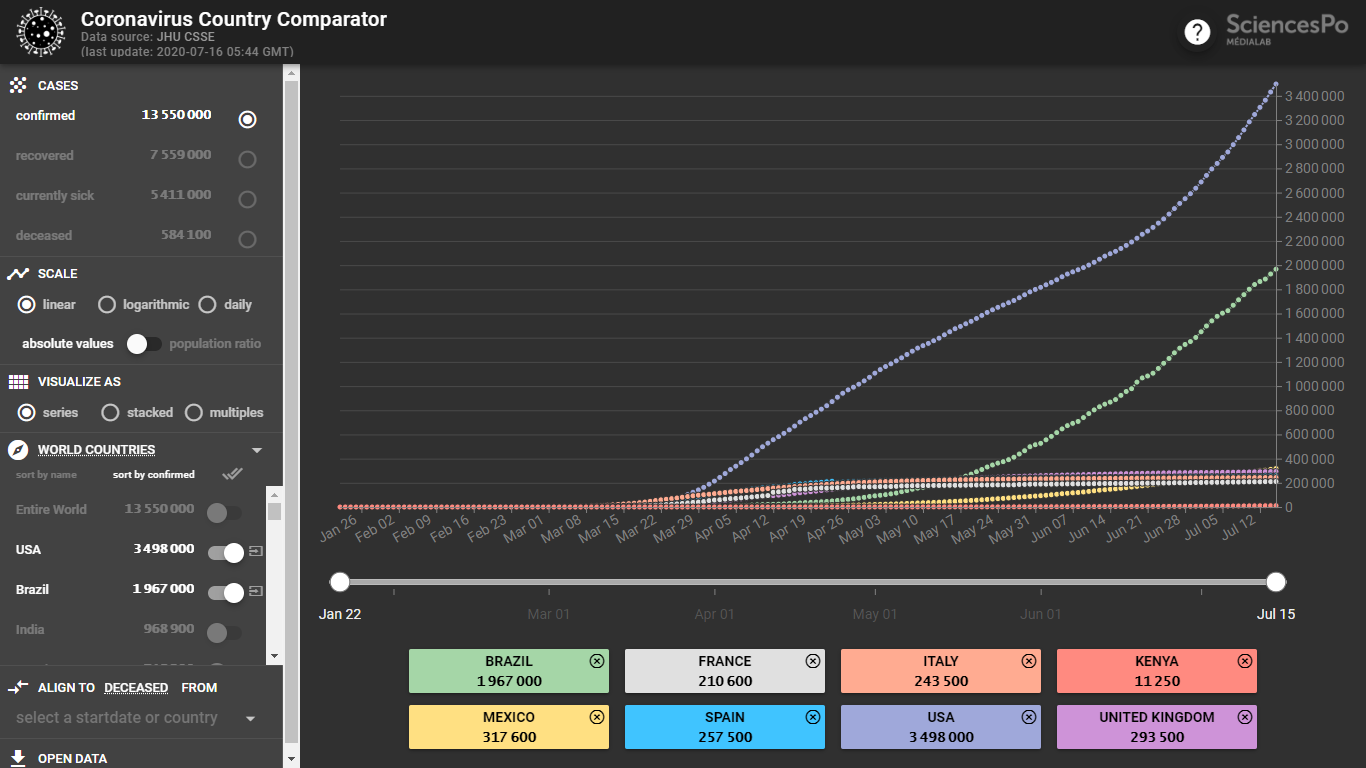 Coronavirus Country Comparator
Data source: JHU CSSE
(last update: 2020-07-16 05:44 GMT)
?
SciencesPo
MÉDIALAB
CASES
confirmed 13 550 000
recovered 7 559 000
currently sick 5 411 000
deceased 584 100
SCALE
linear logarithmic daily
absolute values population ratio
VISUALIZE AS
series stacked multiples
WORLD COUNTRIES
sort by name sort by confirmed
Entire World 13 550 000
USA 3 498 000
Brazil 1 967 000
India 968 900
ALIGN TO DECEASED FROM
select a startdate or country
OPEN DATA
3 400 000
3 200 000
3 000 000
2 800 000
2 600 000
2 400 000
2 200 000
2 000 000
1 800 000
1 600 000
1 400 000
1 200 000
1 000 000
800 000
600 000
400 000
200 000
0
Jan 26 Feb 02 Feb 09 Feb 16 Feb 23 Mar 01 Mar 08 Mar 15 Mar 22 Mar 29 Apr 05 Apr 12 Apr 19 Apr 26 May 03 May 10 May 17 May 24 May 31 Jun 07 Jun 14 Jun 21 Jun 28 Jul 05 Jul 12
Jan 22 Mar 01 Apr 01 May 01 Jun 01 Jul 15
BRAZIL FRANCE ITALY KENYA
1 967 000 210 600 243 500 11 250
MEXICO SPAIN USA UNITED KINGDOM
317 600 257 500 3 498 000 293 500